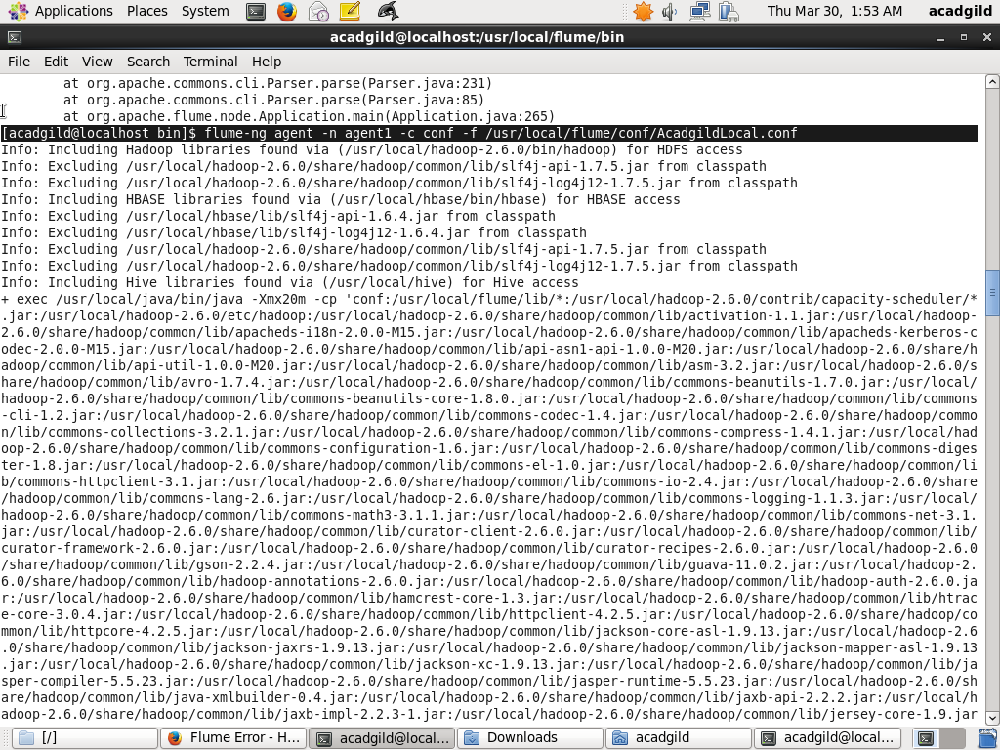 Applications Places System Thu Mar 30, 1:53 AM acadgild
acadgild@localhost:/usr/local/flume/bin
File Edit View Search Terminal Help
at org.apache.commons.cli.Parser.parse(Parser.java:231)
at org.apache.commons.cli.Parser.parse(Parser.java:85)
at org.apache.flume.node.Application.main(Application.java:265)
[acadgild@localhost bin]$ flume-ng agent -n agent1 -c conf -f /usr/local/flume/conf/AcadgildLocal.conf
Info: Including Hadoop libraries found via (/usr/local/hadoop-2.6.0/bin/hadoop) for HDFS access
Info: Excluding /usr/local/hadoop-2.6.0/share/hadoop/common/lib/slf4j-api-1.7.5.jar from classpath
Info: Excluding /usr/local/hadoop-2.6.0/share/hadoop/common/lib/slf4j-log4j12-1.7.5.jar from classpath
Info: Including HBASE libraries found via (/usr/local/hbase/bin/hbase) for HBASE access
Info: Excluding /usr/local/hbase/lib/slf4j-api-1.6.4.jar from classpath
Info: Excluding /usr/local/hbase/lib/slf4j-log4j12-1.6.4.jar from classpath
Info: Excluding /usr/local/hadoop-2.6.0/share/hadoop/common/lib/slf4j-api-1.7.5.jar from classpath
Info: Excluding /usr/local/hadoop-2.6.0/share/hadoop/common/lib/slf4j-log4j12-1.7.5.jar from classpath
Info: Including Hive libraries found via (/usr/local/hive) for Hive access
+ exec /usr/local/java/bin/java -Xmx20m -cp 'conf:/usr/local/flume/lib/*:/usr/local/hadoop-2.6.0/contrib/capacity-scheduler/*
.jar:/usr/local/hadoop-2.6.0/etc/hadoop:/usr/local/hadoop-2.6.0/share/hadoop/common/lib/activation-1.1.jar:/usr/local/hadoop-
2.6.0/share/hadoop/common/lib/apacheds-i18n-2.0.0-M15.jar:/usr/local/hadoop-2.6.0/share/hadoop/common/lib/apacheds-kerberos-c
odec-2.0.0-M15.jar:/usr/local/hadoop-2.6.0/share/hadoop/common/lib/api-asn1-api-1.0.0-M20.jar:/usr/local/hadoop-2.6.0/share/h
adoop/common/lib/api-util-1.0.0-M20.jar:/usr/local/hadoop-2.6.0/share/hadoop/common/lib/asm-3.2.jar:/usr/local/hadoop-2.6.0/s
hare/hadoop/common/lib/avro-1.7.4.jar:/usr/local/hadoop-2.6.0/share/hadoop/common/lib/commons-beanutils-1.7.0.jar:/usr/local/
hadoop-2.6.0/share/hadoop/common/lib/commons-beanutils-core-1.8.0.jar:/usr/local/hadoop-2.6.0/share/hadoop/common/lib/commons
-cli-1.2.jar:/usr/local/hadoop-2.6.0/share/hadoop/common/lib/commons-codec-1.4.jar:/usr/local/hadoop-2.6.0/share/hadoop/commo
n/lib/commons-collections-3.2.1.jar:/usr/local/hadoop-2.6.0/share/hadoop/common/lib/commons-compress-1.4.1.jar:/usr/local/had
oop-2.6.0/share/hadoop/common/lib/commons-configuration-1.6.jar:/usr/local/hadoop-2.6.0/share/hadoop/common/lib/commons-diges
ter-1.8.jar:/usr/local/hadoop-2.6.0/share/hadoop/common/lib/commons-el-1.0.jar:/usr/local/hadoop-2.6.0/share/hadoop/common/li
b/commons-httpclient-3.1.jar:/usr/local/hadoop-2.6.0/share/hadoop/common/lib/commons-io-2.4.jar:/usr/local/hadoop-2.6.0/share
/hadoop/common/lib/commons-lang-2.6.jar:/usr/local/hadoop-2.6.0/share/hadoop/common/lib/commons-logging-1.1.3.jar:/usr/local/
hadoop-2.6.0/share/hadoop/common/lib/commons-math3-3.1.1.jar:/usr/local/hadoop-2.6.0/share/hadoop/common/lib/commons-net-3.1.
jar:/usr/local/hadoop-2.6.0/share/hadoop/common/lib/curator-client-2.6.0.jar:/usr/local/hadoop-2.6.0/share/hadoop/common/lib/
curator-framework-2.6.0.jar:/usr/local/hadoop-2.6.0/share/hadoop/common/lib/curator-recipes-2.6.0.jar:/usr/local/hadoop-2.6.0
/share/hadoop/common/lib/gson-2.2.4.jar:/usr/local/hadoop-2.6.0/share/hadoop/common/lib/guava-11.0.2.jar:/usr/local/hadoop-2.
6.0/share/hadoop/common/lib/hadoop-annotations-2.6.0.jar:/usr/local/hadoop-2.6.0/share/hadoop/common/lib/hadoop-auth-2.6.0.ja
r:/usr/local/hadoop-2.6.0/share/hadoop/common/lib/hamcrest-core-1.3.jar:/usr/local/hadoop-2.6.0/share/hadoop/common/lib/htrac
e-core-3.0.4.jar:/usr/local/hadoop-2.6.0/share/hadoop/common/lib/httpclient-4.2.5.jar:/usr/local/hadoop-2.6.0/share/hadoop/co
mmon/lib/httpcore-4.2.5.jar:/usr/local/hadoop-2.6.0/share/hadoop/common/lib/jackson-core-asl-1.9.13.jar:/usr/local/hadoop-2.6
.0/share/hadoop/common/lib/jackson-jaxrs-1.9.13.jar:/usr/local/hadoop-2.6.0/share/hadoop/common/lib/jackson-mapper-asl-1.9.13
.jar:/usr/local/hadoop-2.6.0/share/hadoop/common/lib/jackson-xc-1.9.13.jar:/usr/local/hadoop-2.6.0/share/hadoop/common/lib/ja
sper-compiler-5.5.23.jar:/usr/local/hadoop-2.6.0/share/hadoop/common/lib/jasper-runtime-5.5.23.jar:/usr/local/hadoop-2.6.0/sh
are/hadoop/common/lib/java-xmlbuilder-0.4.jar:/usr/local/hadoop-2.6.0/share/hadoop/common/lib/jaxb-api-2.2.2.jar:/usr/local/h
adoop-2.6.0/share/hadoop/common/lib/jaxb-impl-2.2.3-1.jar:/usr/local/hadoop-2.6.0/share/hadoop/common/lib/jersey-core-1.9.jar
[/] Flume Error - H... acadgild@local... Downloads acadgild acadgild@local...